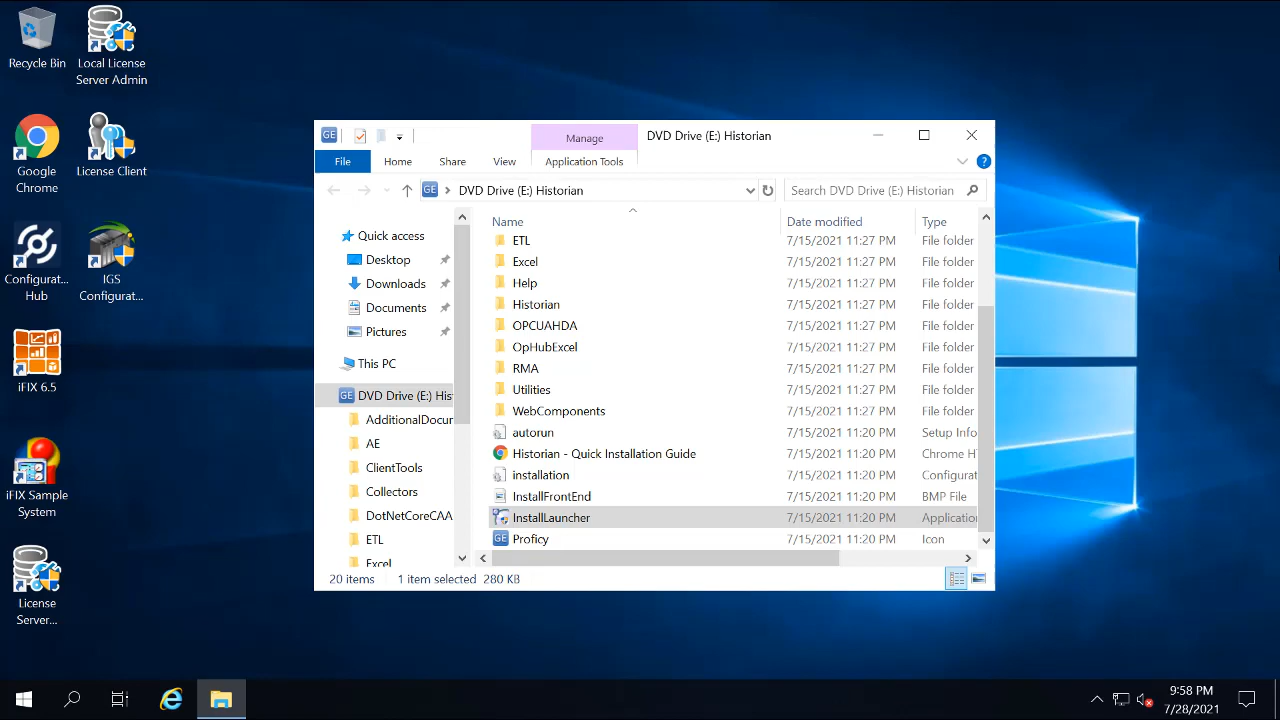 Recycle Bin
Local License
Server Admin
Google
Chrome
License Client
Configurat...
Hub
IGS
Configurat...
iFIX 6.5
iFIX Sample
System
License
Server...
GE
Manage
DVD Drive (E:) Historian
File
Home
Share
View
Application Tools
?
GE
DVD Drive (E:) Historian
Search DVD Drive (E:) Historian
Quick access
Desktop
Downloads
Documents
Pictures
This PC
GE DVD Drive (E:) His
AdditionalDocur
AE
ClientTools
Collectors
DotNetCoreCAA
ETL
Excel
Name Date modified Type
ETL 7/15/2021 11:27 PM File folder
Excel 7/15/2021 11:27 PM File folder
Help 7/15/2021 11:27 PM File folder
Historian 7/15/2021 11:27 PM File folder
OPCUAHDA 7/15/2021 11:27 PM File folder
OpHubExcel 7/15/2021 11:27 PM File folder
RMA 7/15/2021 11:27 PM File folder
Utilities 7/15/2021 11:27 PM File folder
WebComponents 7/15/2021 11:27 PM File folder
autorun 7/15/2021 11:20 PM Setup Info
Historian - Quick Installation Guide 7/15/2021 11:20 PM Chrome H
installation 7/15/2021 11:20 PM Configurat
InstallFrontEnd 7/15/2021 11:20 PM BMP File
InstallLauncher 7/15/2021 11:20 PM Applicatio
GE Proficy 7/15/2021 11:20 PM Icon
20 items 1 item selected 280 KB
9:58 PM
7/28/2021